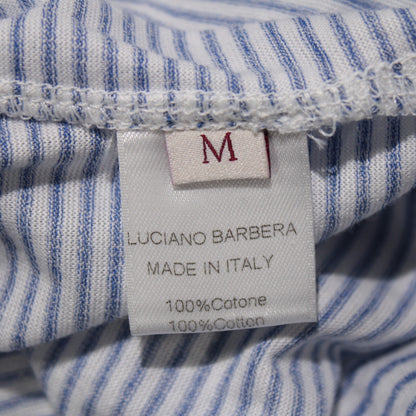 M
LUCIANO BARBERA
MADE IN ITALY
100%Cotone
100%Cotton